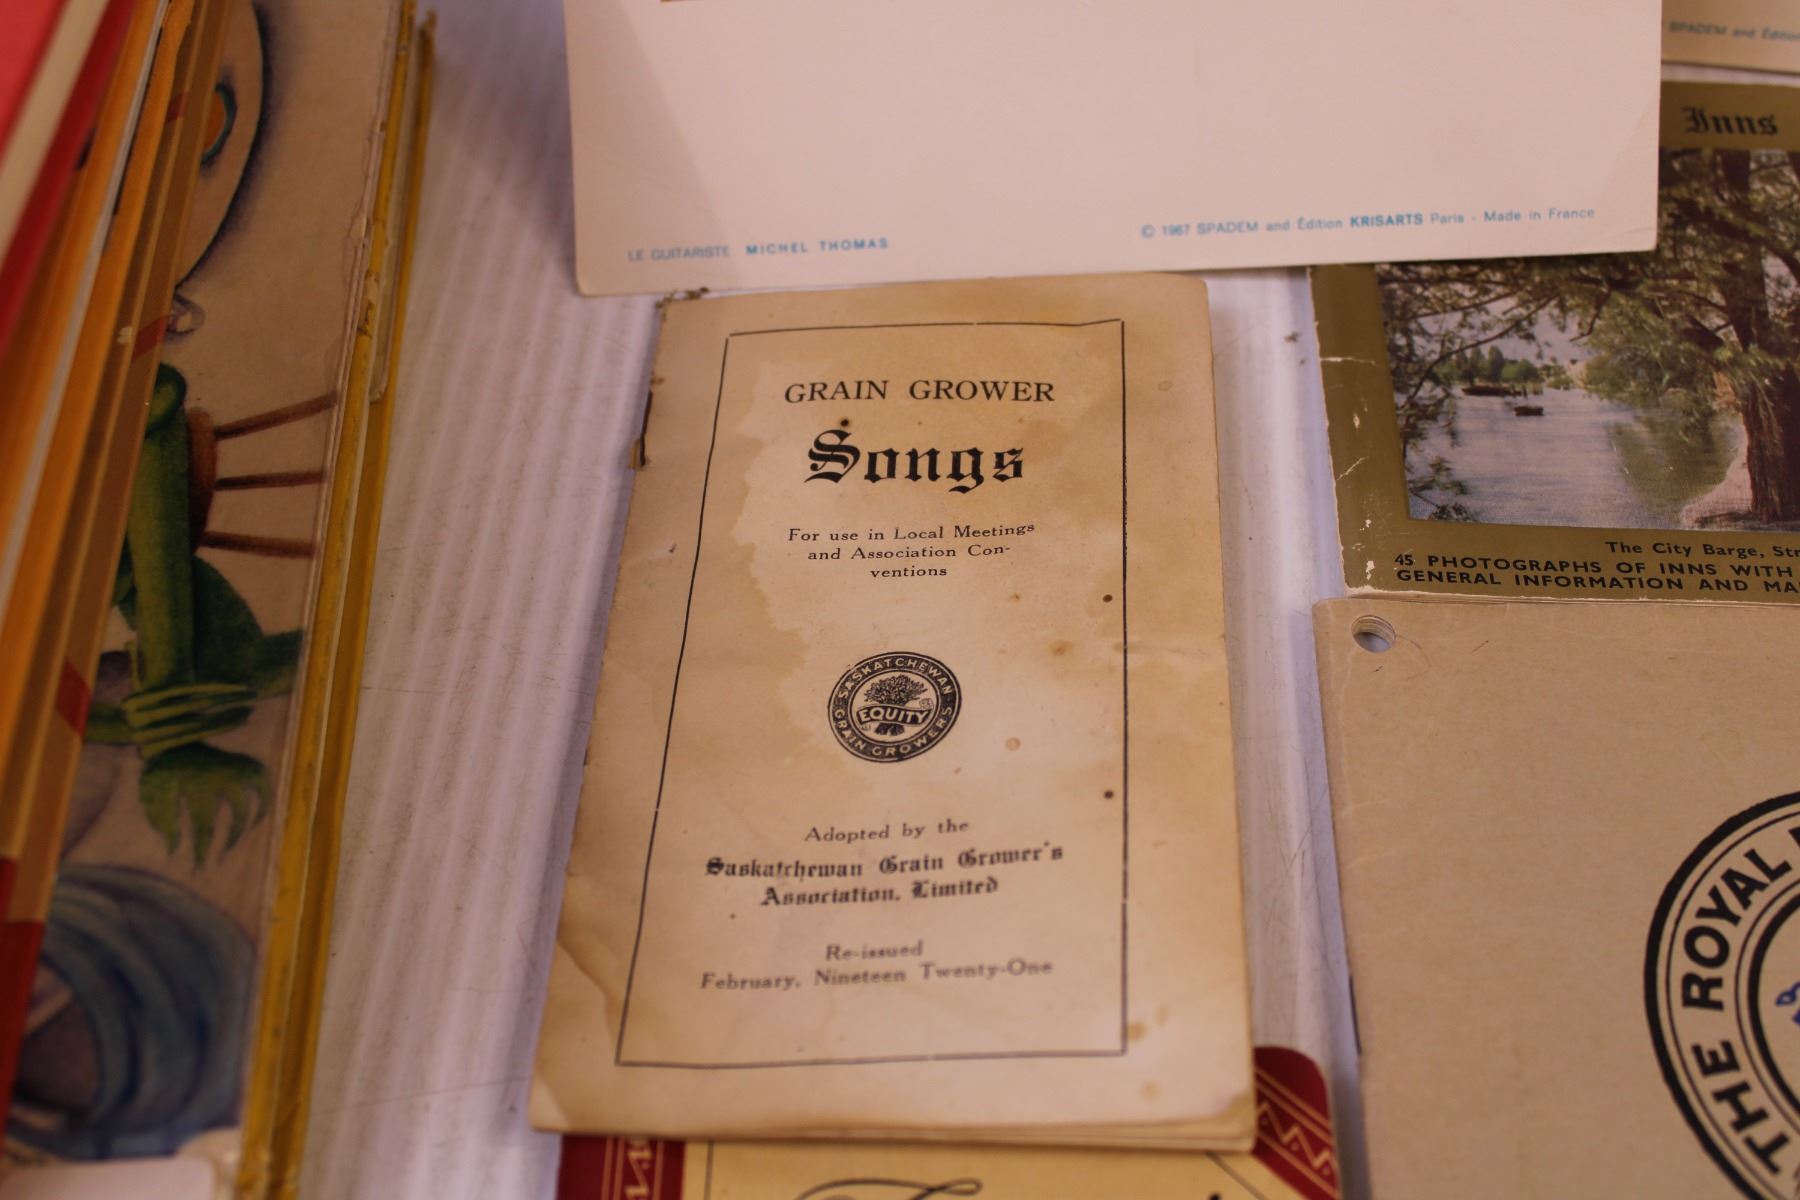 SPADEM and Édition
LE GUITARISTE MICHEL THOMAS
© 1967 SPADEM and Édition KRISARTS Paris - Made in France
Inns
The City Barge,
45 PHOTOGRAPHS OF INNS WITH
GENERAL INFORMATION AND
GRAIN GROWER
Songs
For use in Local Meetings
and Association Con-
ventions
SASKATCHEWAN
EQUITY
GRAIN GROWERS
Adopted by the
Saskatchewan Grain Grower's
Association, Limited
Re-issued
February, Nineteen Twenty-One
THE ROYAL